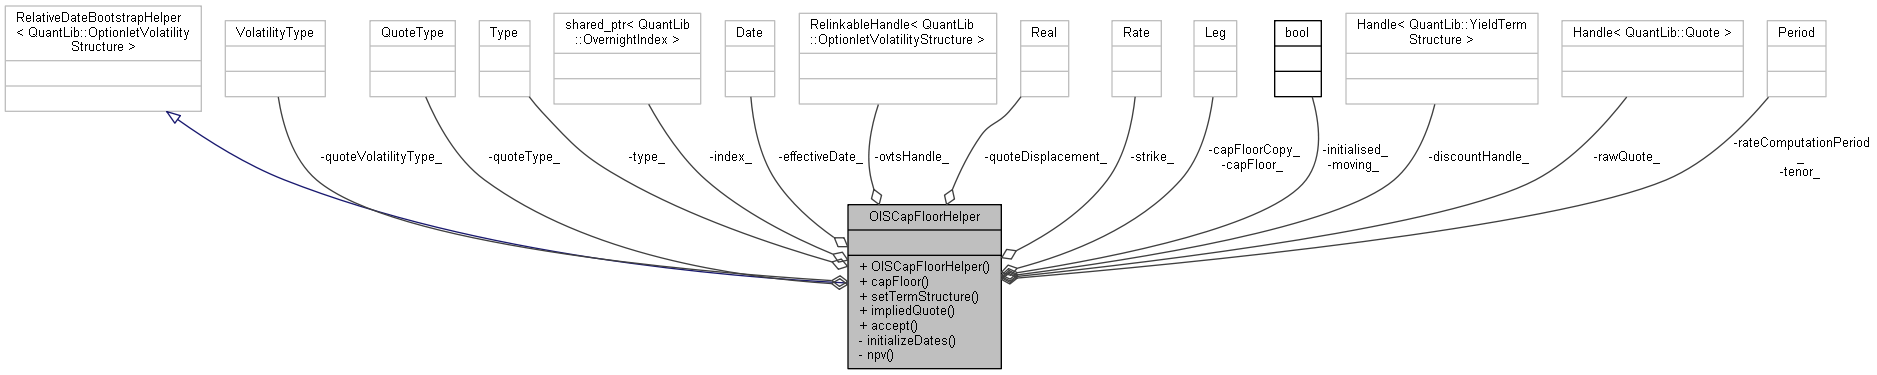 RelativeDateBootstrapHelper
< QuantLib::OptionletVolatility
Structure >
VolatilityType
QuoteType
Type
shared_ptr< QuantLib
::OvernightIndex >
Date
RelinkableHandle< QuantLib
::OptionletVolatilityStructure >
Real
Rate
Leg
bool
Handle< QuantLib::YieldTerm
Structure >
Handle< QuantLib::Quote >
Period
-quoteVolatilityType_
-quoteType_
-type_
-index_
-effectiveDate_
-ovtsHandle_
-quoteDisplacement_
-strike_
-capFloorCopy_
-capFloor_
-initialised_
-moving_
-discountHandle_
-rawQuote_
-rateComputationPeriod
_
-tenor_
OISCapFloorHelper
+ OISCapFloorHelper()
+ capFloor()
+ setTermStructure()
+ impliedQuote()
+ accept()
- initializeDates()
- npv()